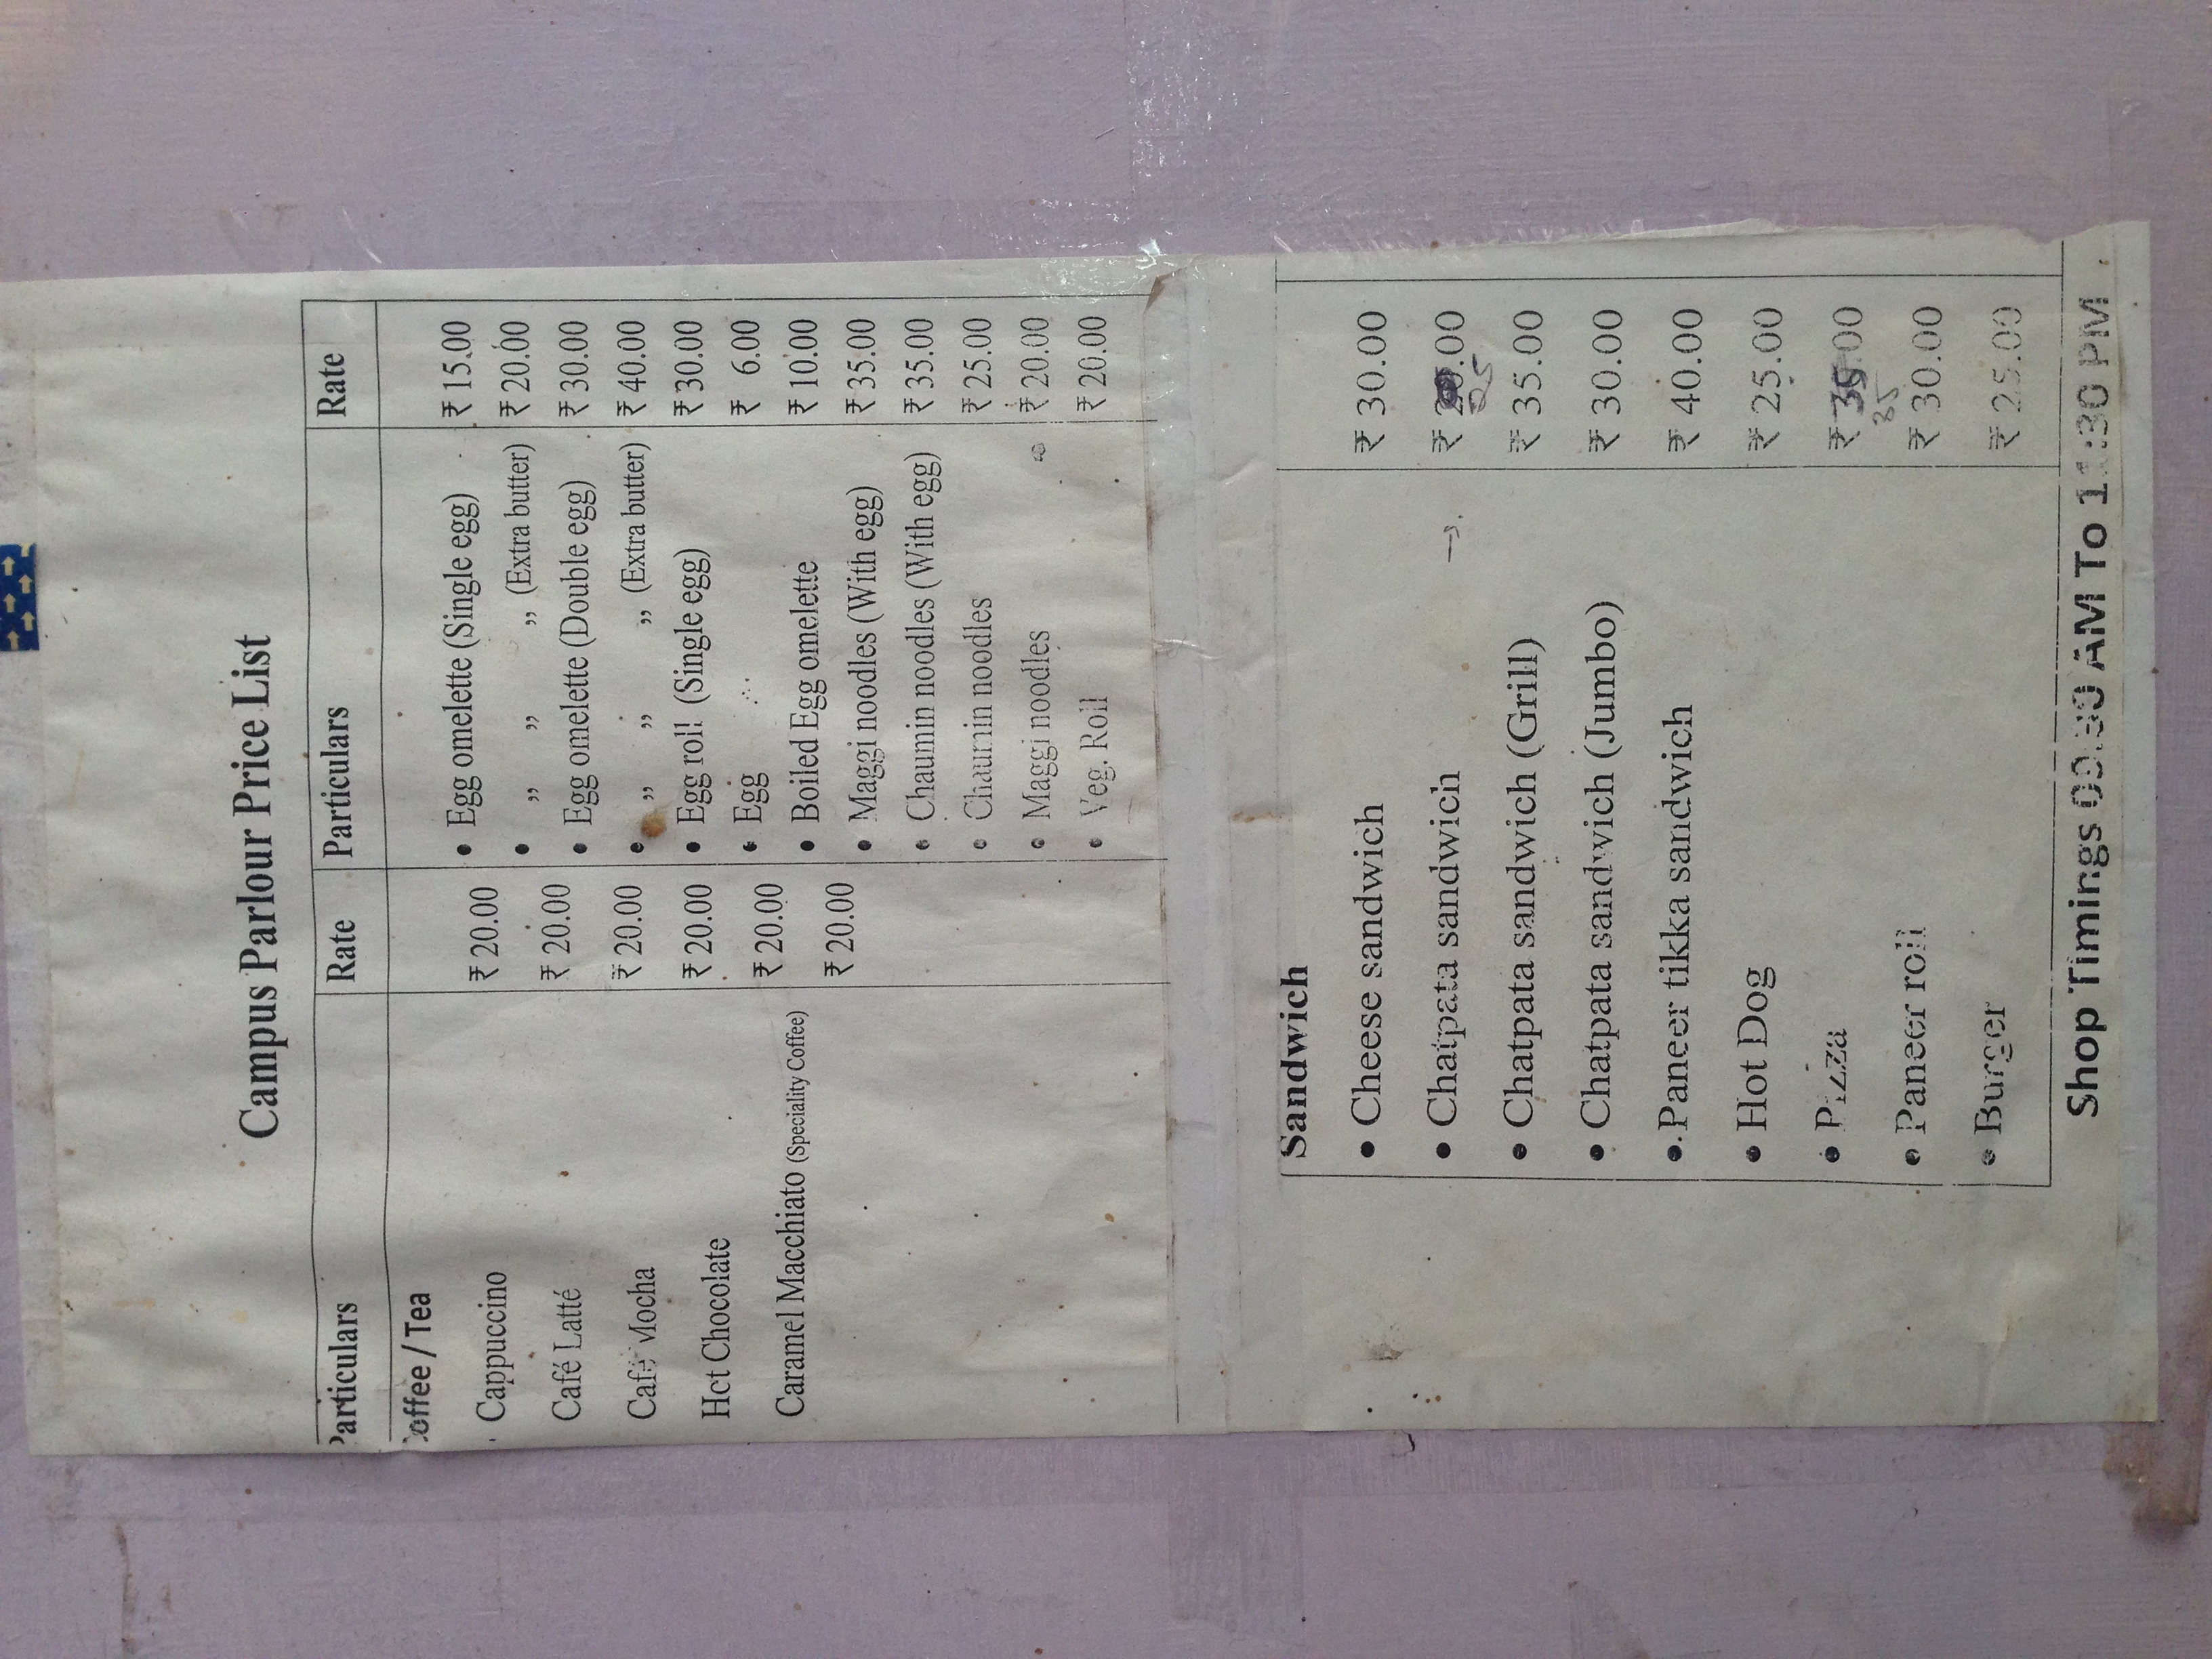 Campus Parlour Price List
Particulars Rate Particulars Rate
Coffee / Tea
Cappuccino ₹ 20.00
Café Latté ₹ 20.00
Café Mocha ₹ 20.00
Hot Chocolate ₹ 20.00
Caramel Macchiato (Speciality Coffee) ₹ 20.00
₹ 20.00
• Egg omelette (Single egg) ₹ 15.00
• ,, ,, ,, (Extra butter) ₹ 20.00
• Egg omelette (Double egg) ₹ 30.00
• ,, ,, ,, (Extra butter) ₹ 40.00
• Egg roll (Single egg) ₹ 30.00
• Egg ₹ 6.00
• Boiled Egg omelette ₹ 10.00
• Maggi noodles (With egg) ₹ 35.00
• Chaumin noodles (With egg) ₹ 35.00
• Chaumin noodles ₹ 25.00
• Maggi noodles ₹ 20.00
• Veg. Roll ₹ 20.00
Sandwich
• Cheese sandwich ₹ 30.00
• Chatpata sandwich → ₹ .00
25
• Chatpata sandwich (Grill) ₹ 35.00
• Chatpata sandwich (Jumbo) ₹ 30.00
• Paneer tikka sandwich ₹ 40.00
• Hot Dog ₹ 25.00
• Pizza ₹ .00
35
• Paneer roll ₹ 30.00
• Burger ₹ 25.00
Shop Timings AM To 11:30 PM